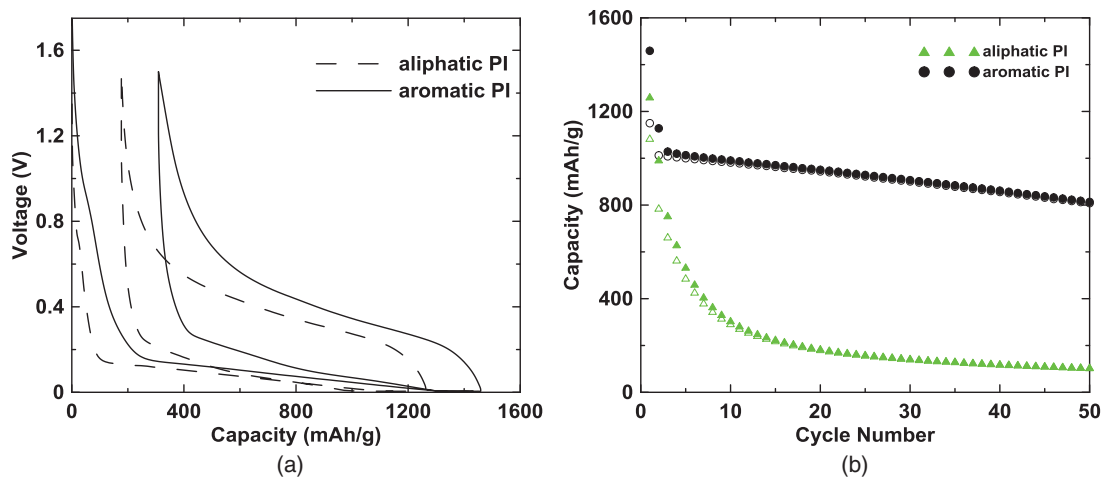 1.6
1.2
0.8
0.4
0
Voltage (V)
aliphatic PI
aromatic PI
0 400 800 1200 1600
Capacity (mAh/g)
(a)
1600
1200
800
400
0
Capacity (mAh/g)
aliphatic PI
aromatic PI
0 10 20 30 40 50
Cycle Number
(b)